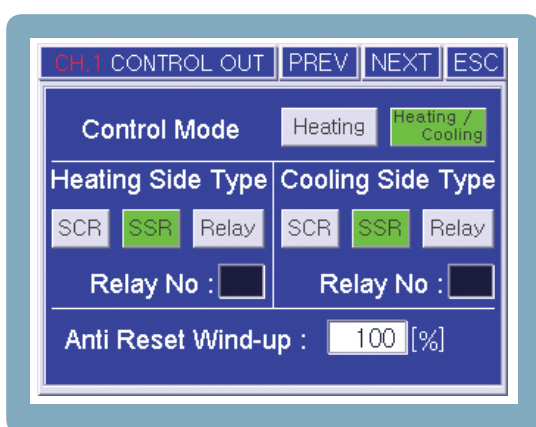 CH.1 CONTROL OUT PREV NEXT ESC
Control Mode Heating Heating / Cooling
Heating Side Type Cooling Side Type
SCR SSR Relay SCR SSR Relay
Relay No : Relay No :
Anti Reset Wind-up : 100 [%]